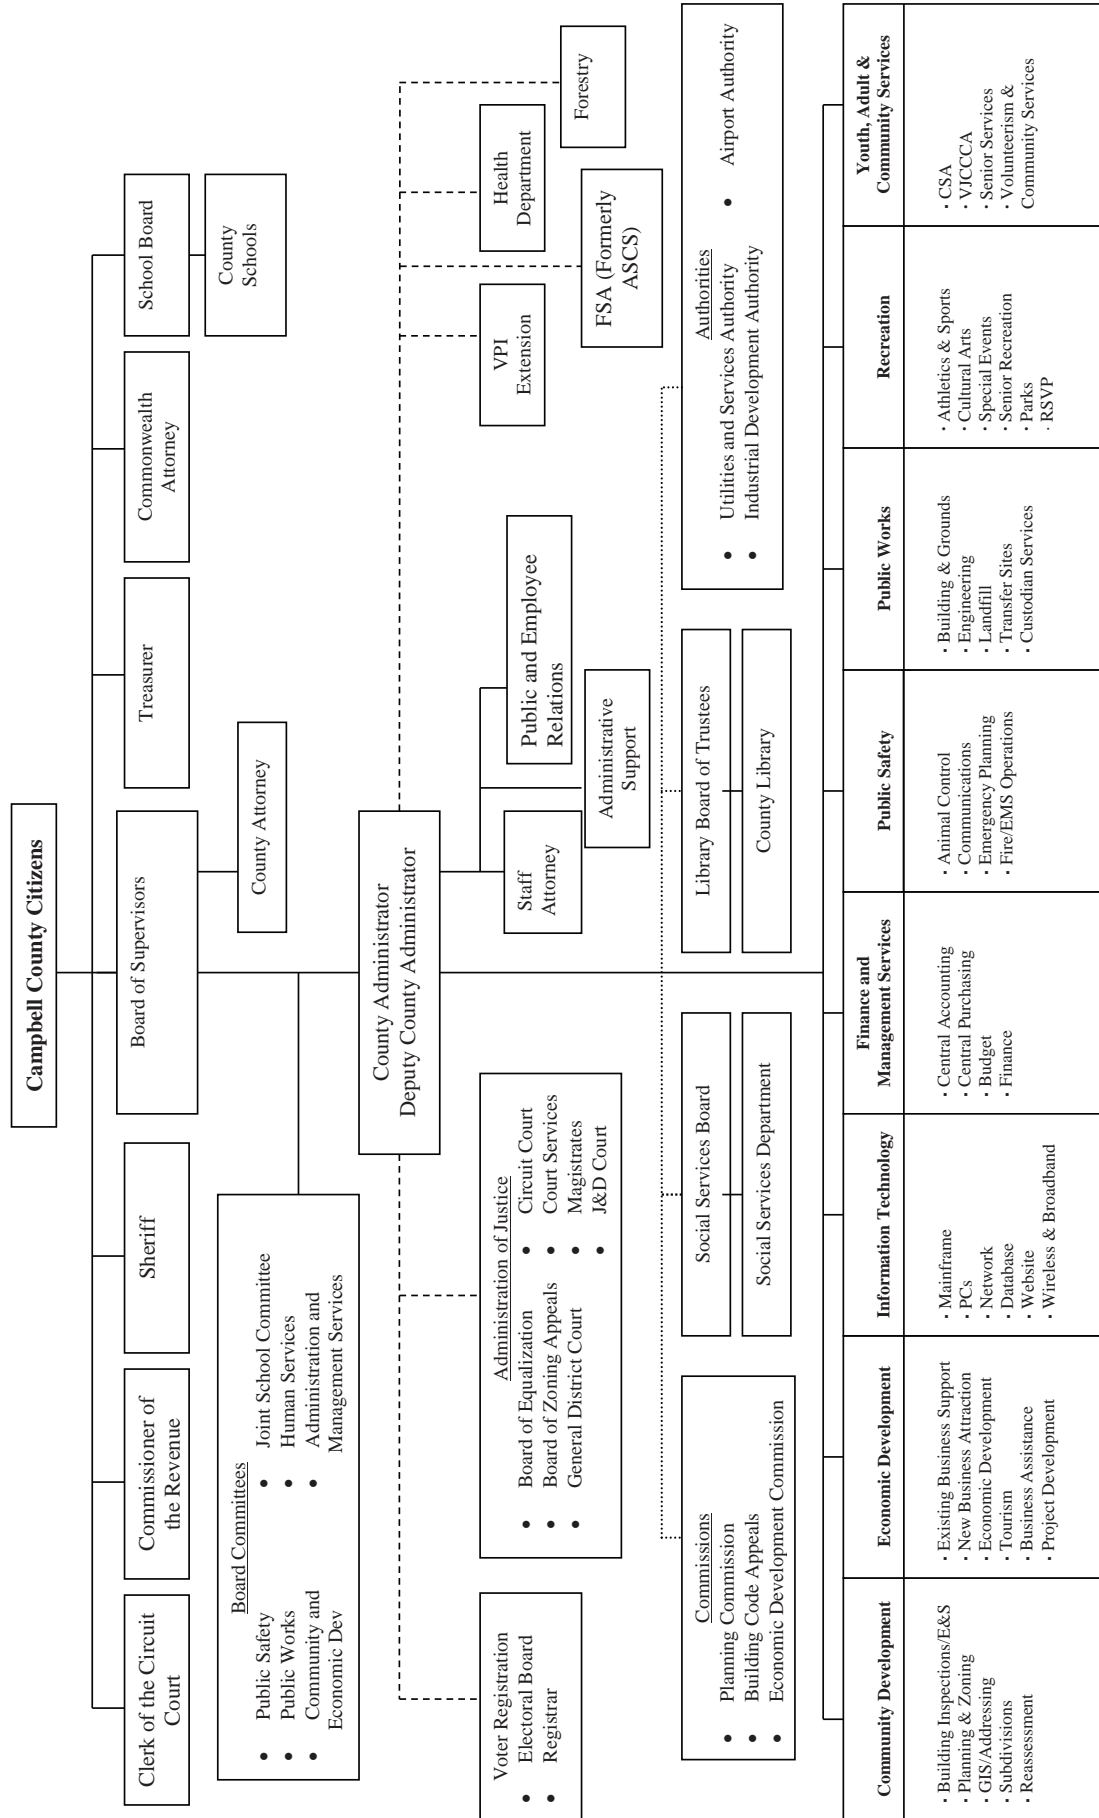 Campbell County Citizens
Clerk of the Circuit
Court
Commissioner of
the Revenue
Sheriff
Board of Supervisors
Treasurer
Commonwealth
Attorney
School Board
County
Schools
County Attorney
Board Committees
• Public Safety
• Public Works
• Community and
Economic Dev
• Joint School Committee
• Human Services
• Administration and
Management Services
County Administrator
Deputy County Administrator
Voter Registration
• Electoral Board
• Registrar
Administration of Justice
• Board of Equalization
• Board of Zoning Appeals
• General District Court
• Circuit Court
• Court Services
• Magistrates
• J&D Court
Staff
Attorney
Administrative
Support
Public and Employee
Relations
VPI
Extension
FSA (Formerly
ASCS)
Health
Department
Forestry
Commissions
• Planning Commission
• Building Code Appeals
• Economic Development Commission
Social Services Board
Social Services Department
Library Board of Trustees
County Library
Authorities
• Utilities and Services Authority
• Industrial Development Authority
• Airport Authority
Community Development
· Building Inspections/E&S
· Planning & Zoning
· GIS/Addressing
· Subdivisions
· Reassessment
Economic Development
· Existing Business Support
· New Business Attraction
· Economic Development
· Tourism
· Business Assistance
· Project Development
Information Technology
· Mainframe
· PCs
· Network
· Database
· Website
· Wireless & Broadband
Finance and
Management Services
· Central Accounting
· Central Purchasing
· Budget
· Finance
Public Safety
· Animal Control
· Communications
· Emergency Planning
· Fire/EMS Operations
Public Works
· Building & Grounds
· Engineering
· Landfill
· Transfer Sites
· Custodian Services
Recreation
· Athletics & Sports
· Cultural Arts
· Special Events
· Senior Recreation
· Parks
· RSVP
Youth, Adult &
Community Services
· CSA
· VJCCCA
· Senior Services
· Volunteerism &
Community Services